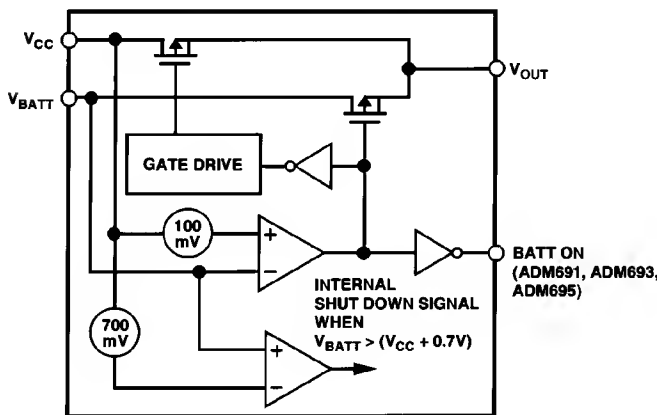 VCC
VBATT
VOUT
GATE DRIVE
100
mV
+
−
BATT ON
(ADM691, ADM693,
ADM695)
INTERNAL
SHUT DOWN SIGNAL
WHEN
VBATT > (VCC + 0.7V)
700
mV
+
−